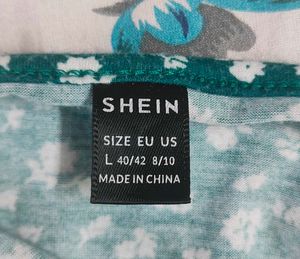 SHEIN
SIZE EU US
L 40/42 8/10
MADE IN CHINA